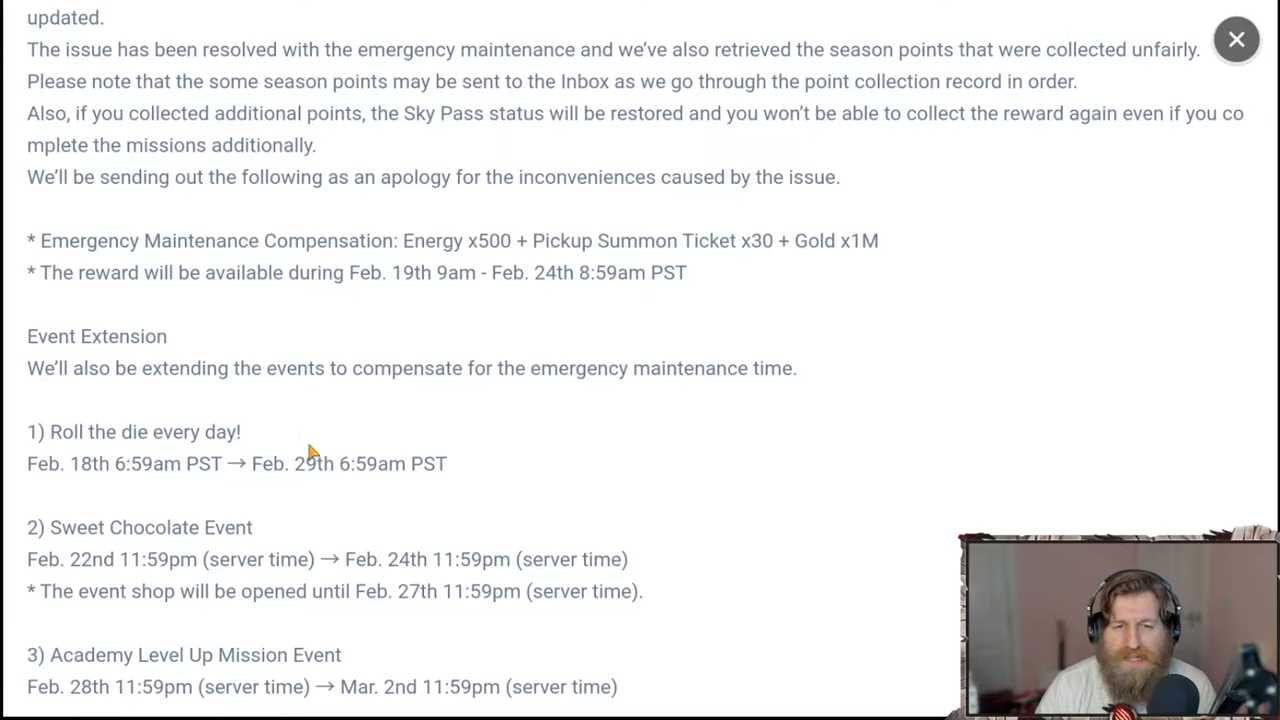 updated.
The issue has been resolved with the emergency maintenance and we've also retrieved the season points that were collected unfairly.
Please note that the some season points may be sent to the Inbox as we go through the point collection record in order.
Also, if you collected additional points, the Sky Pass status will be restored and you won't be able to collect the reward again even if you co
mplete the missions additionally.
We'll be sending out the following as an apology for the inconveniences caused by the issue.
* Emergency Maintenance Compensation: Energy x500 + Pickup Summon Ticket x30 + Gold x1M
* The reward will be available during Feb. 19th 9am - Feb. 24th 8:59am PST
Event Extension
We'll also be extending the events to compensate for the emergency maintenance time.
1) Roll the die every day!
Feb. 18th 6:59am PST → Feb. 29th 6:59am PST
2) Sweet Chocolate Event
Feb. 22nd 11:59pm (server time) → Feb. 24th 11:59pm (server time)
* The event shop will be opened until Feb. 27th 11:59pm (server time).
3) Academy Level Up Mission Event
Feb. 28th 11:59pm (server time) → Mar. 2nd 11:59pm (server time)